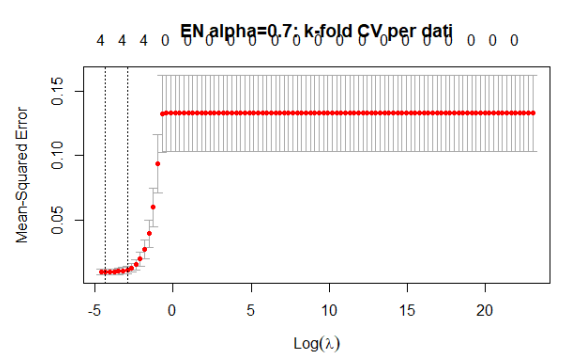 EN alpha=0.7: k-fold CV per dati
4 4 4 0 0 0 0 0 0 0 0 0 0 0 0 0 0 0 0 0
Mean-Squared Error
0.15
0.10
0.05
-5 0 5 10 15 20
Log(λ)